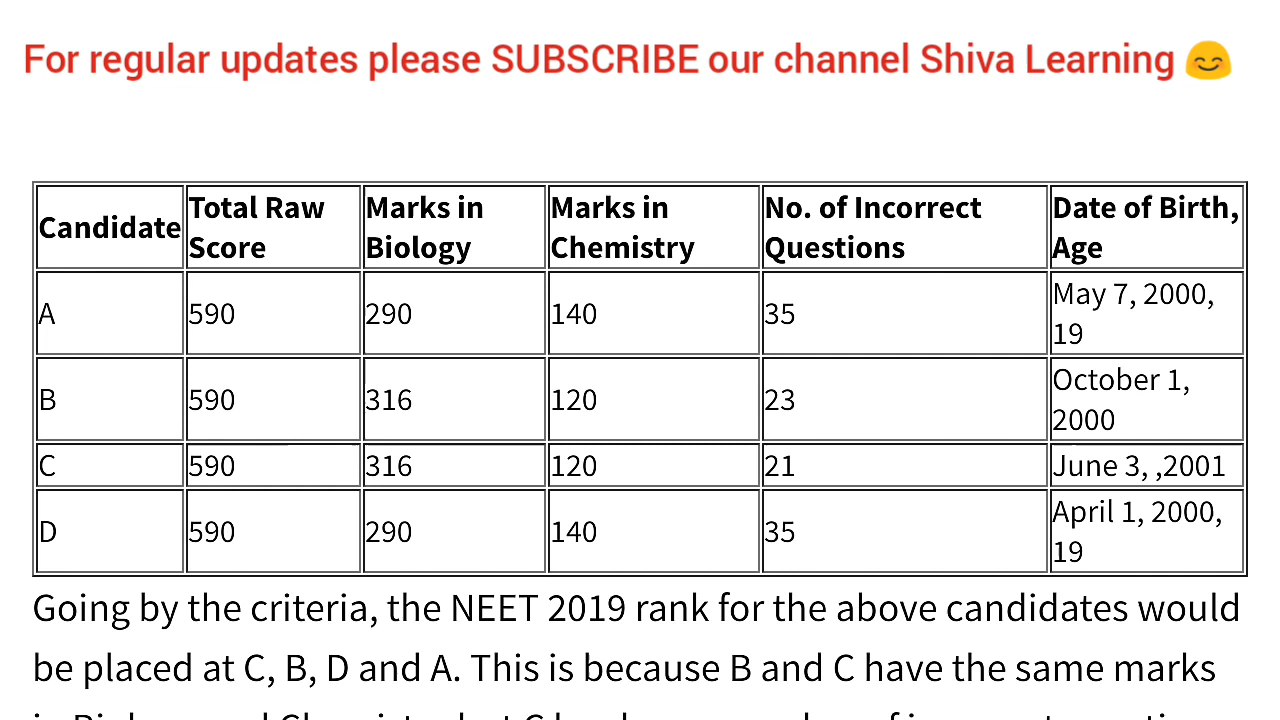 For regular updates please SUBSCRIBE our channel Shiva Learning 😊
Candidate Total Raw Score Marks in Biology Marks in Chemistry No. of Incorrect Questions Date of Birth, Age
A 590 290 140 35 May 7, 2000, 19
B 590 316 120 23 October 1, 2000
C 590 316 120 21 June 3, ,2001
D 590 290 140 35 April 1, 2000, 19
Going by the criteria, the NEET 2019 rank for the above candidates would
be placed at C, B, D and A. This is because B and C have the same marks